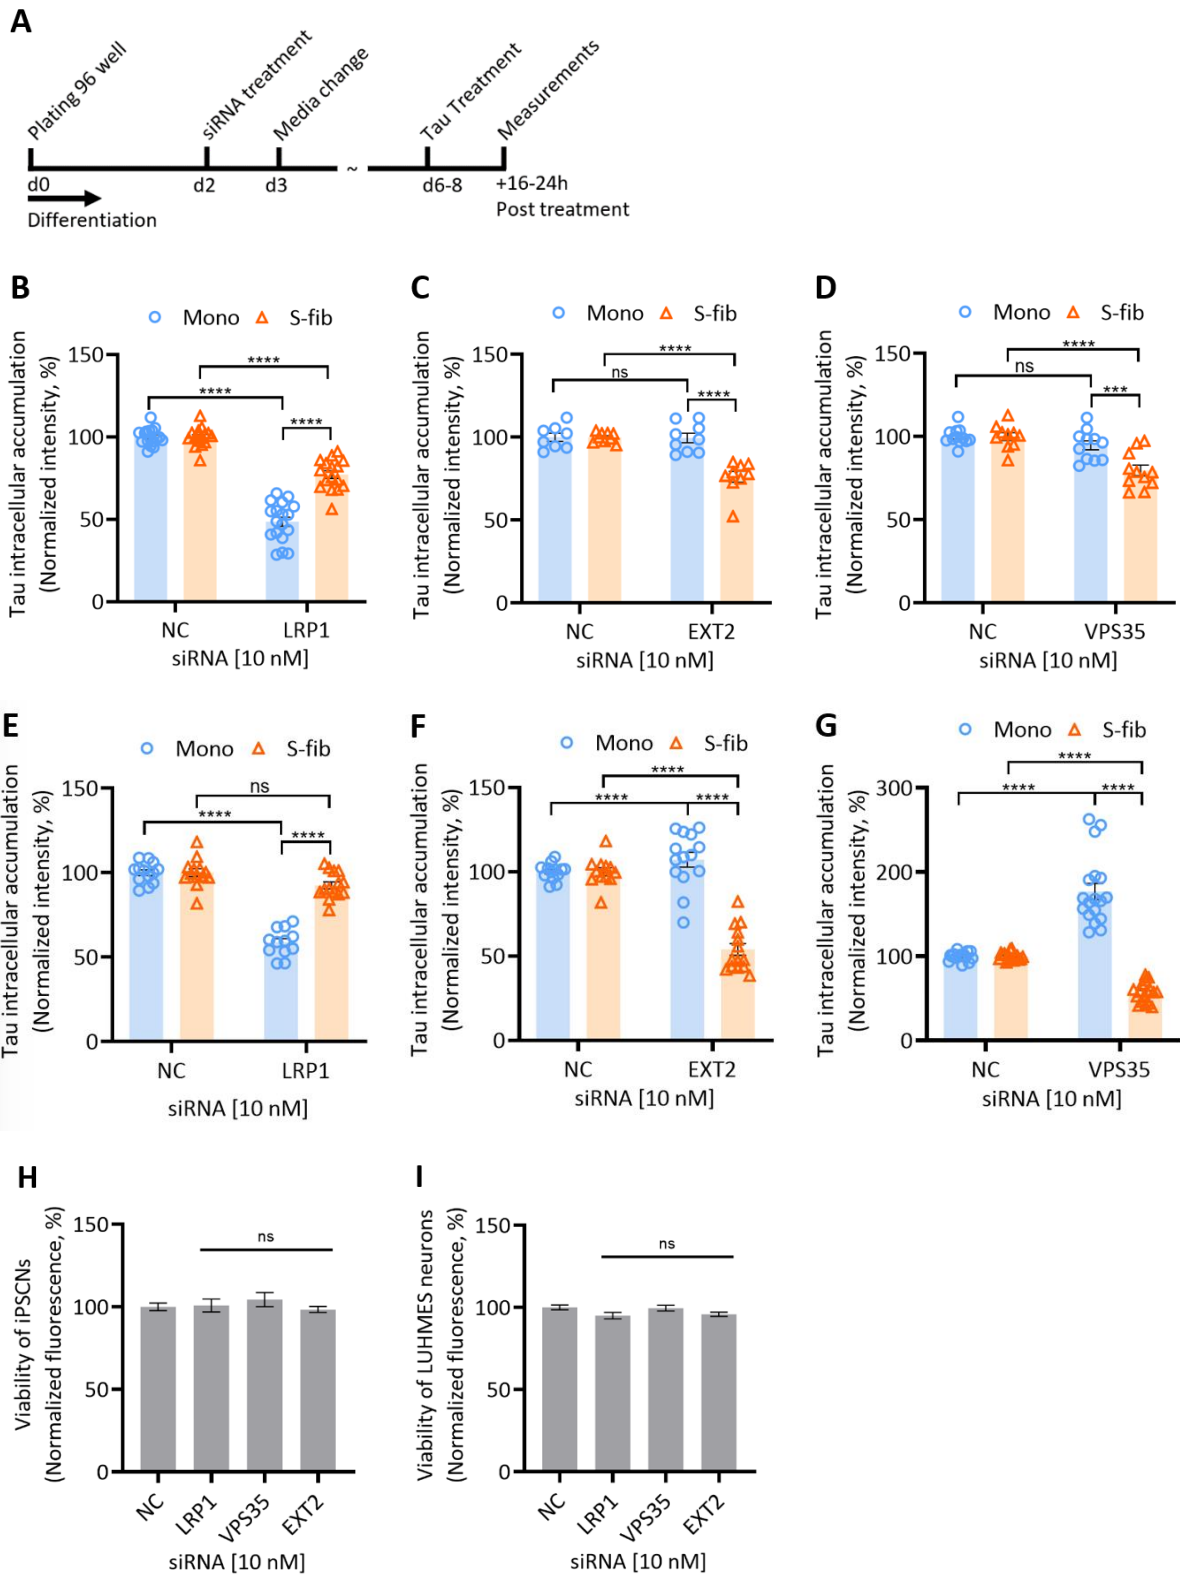 A
Plating 96 well
siRNA treatment
Media change
Tau Treatment
Measurements
~
d0
d2
d3
d6-8
+16-24h
Post treatment
Differentiation
B
Mono
S-fib
Tau intracellular accumulation
(Normalized intensity, %)
150
100
50
0
****
****
****
NC
LRP1
siRNA [10 nM]
C
Mono
S-fib
Tau intracellular accumulation
(Normalized intensity, %)
150
100
50
0
****
ns
****
NC
EXT2
siRNA [10 nM]
D
Mono
S-fib
Tau intracellular accumulation
(Normalized intensity, %)
150
100
50
0
****
ns
***
NC
VPS35
siRNA [10 nM]
E
Mono
S-fib
Tau intracellular accumulation
(Normalized intensity, %)
150
100
50
0
ns
****
****
NC
LRP1
siRNA [10 nM]
F
Mono
S-fib
Tau intracellular accumulation
(Normalized intensity, %)
150
100
50
0
****
****
****
NC
EXT2
siRNA [10 nM]
G
Mono
S-fib
Tau intracellular accumulation
(Normalized intensity, %)
300
200
100
0
****
****
****
NC
VPS35
siRNA [10 nM]
H
Viability of iPSCNs
(Normalized fluorescence, %)
150
100
50
0
ns
NC
LRP1
VPS35
EXT2
siRNA [10 nM]
I
Viability of LUHMES neurons
(Normalized fluorescence, %)
150
100
50
0
ns
NC
LRP1
VPS35
EXT2
siRNA [10 nM]